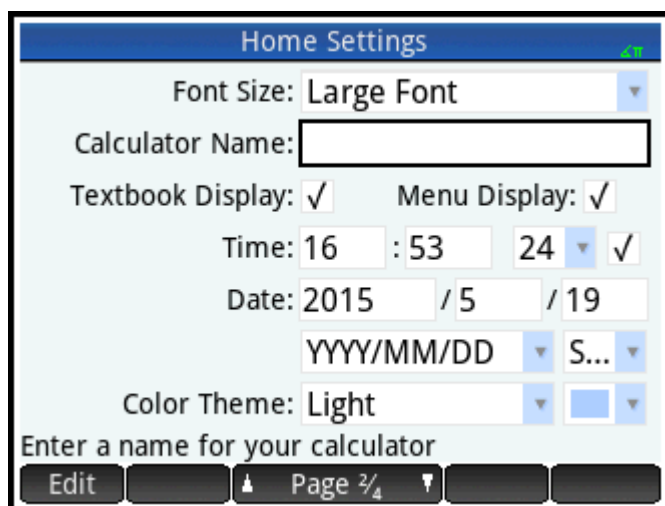 Home Settings ∡π
Font Size: Large Font
Calculator Name:
Textbook Display: √ Menu Display: √
Time: 16 : 53 24 √
Date: 2015 / 5 / 19
YYYY/MM/DD S...
Color Theme: Light
Enter a name for your calculator
Edit Page 2/4